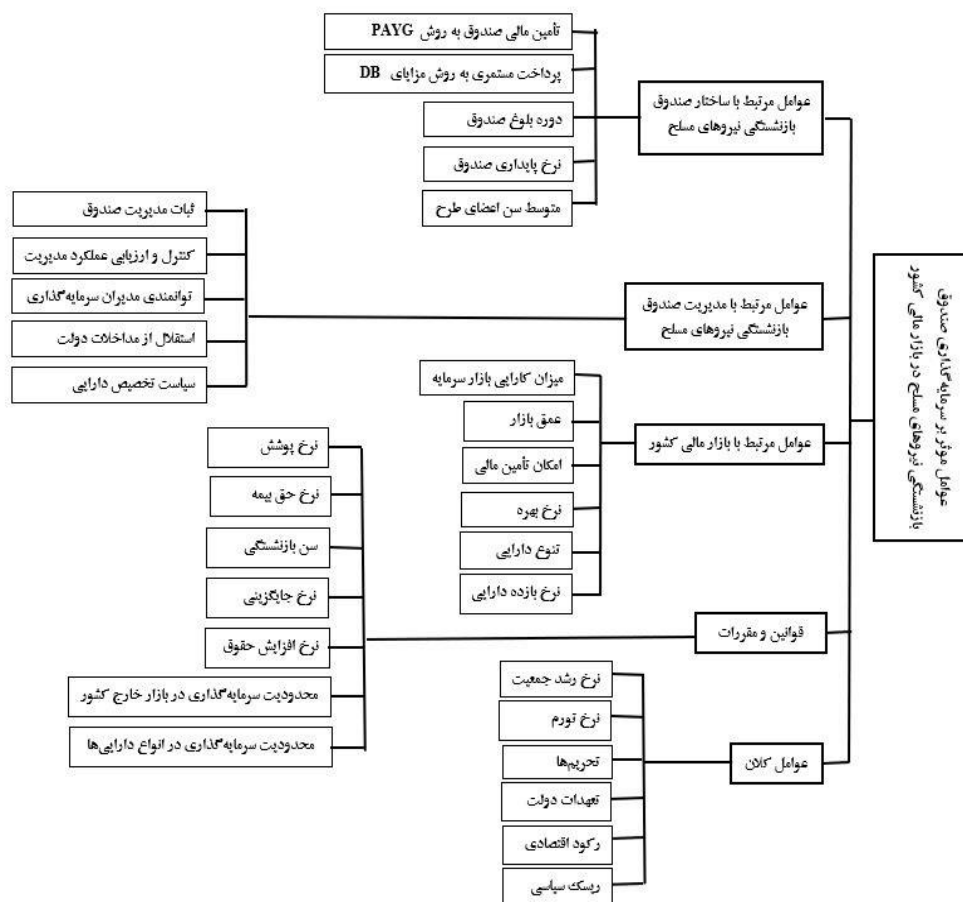 عوامل موثر بر سرمایه‌گذاری صندوق
بازنشستگی نیروهای مسلح در بازار مالی کشور
عوامل مرتبط با ساختار صندوق
بازنشستگی نیروهای مسلح
تأمین مالی صندوق به روش PAYG
پرداخت مستمری به روش مزایای DB
دوره بلوغ صندوق
نرخ پایداری صندوق
متوسط سن اعضای طرح
عوامل مرتبط با مدیریت صندوق
بازنشستگی نیروهای مسلح
ثبات مدیریت صندوق
کنترل و ارزیابی عملکرد مدیریت
توانمندی مدیران سرمایه‌گذاری
استقلال از مداخلات دولت
سیاست تخصیص دارایی
عوامل مرتبط با بازار مالی کشور
میزان کارایی بازار سرمایه
عمق بازار
امکان تأمین مالی
نرخ بهره
تنوع دارایی
نرخ بازده دارایی
قوانین و مقررات
نرخ پوشش
نرخ حق بیمه
سن بازنشستگی
نرخ جایگزینی
نرخ افزایش حقوق
محدودیت سرمایه‌گذاری در بازار خارج کشور
محدودیت سرمایه‌گذاری در انواع دارایی‌ها
عوامل کلان
نرخ رشد جمعیت
نرخ تورم
تحریم‌ها
تعهدات دولت
رکود اقتصادی
ریسک سیاسی